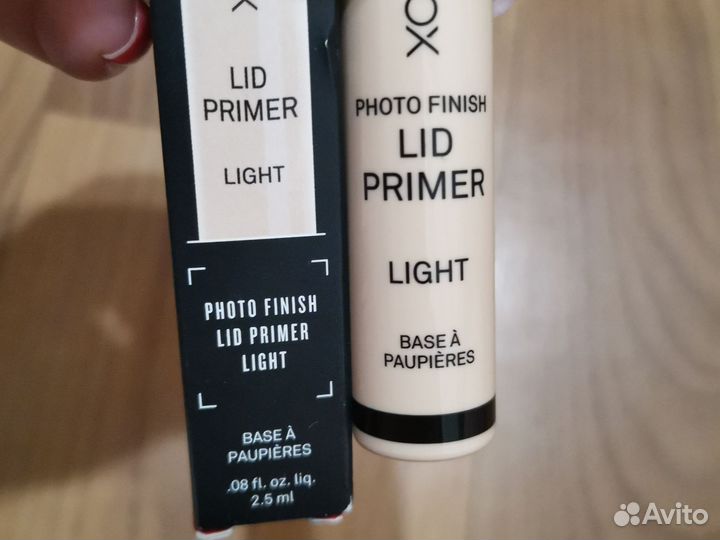 LID
PRIMER
LIGHT
PHOTO FINISH
LID PRIMER
LIGHT
BASE À
PAUPIÈRES
.08 fl. oz. liq.
2.5 ml
XO
PHOTO FINISH
LID
PRIMER
LIGHT
BASE À
PAUPIÈRES
Avito